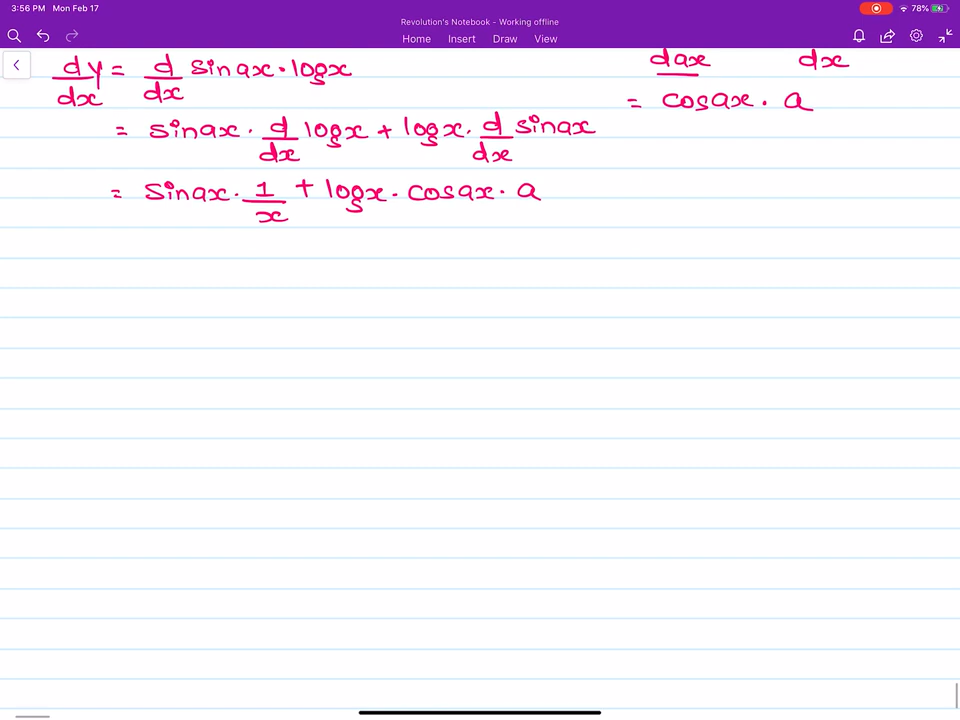 3:56 PM Mon Feb 17
78%
Revolution's Notebook - Working offline
Home Insert Draw View
dy/dx = d/dx sinax·logx
= sinax · d/dx logx + logx · d/dx sinax
= sinax · 1/x + logx · cosax · a
dax dx
= cosax · a